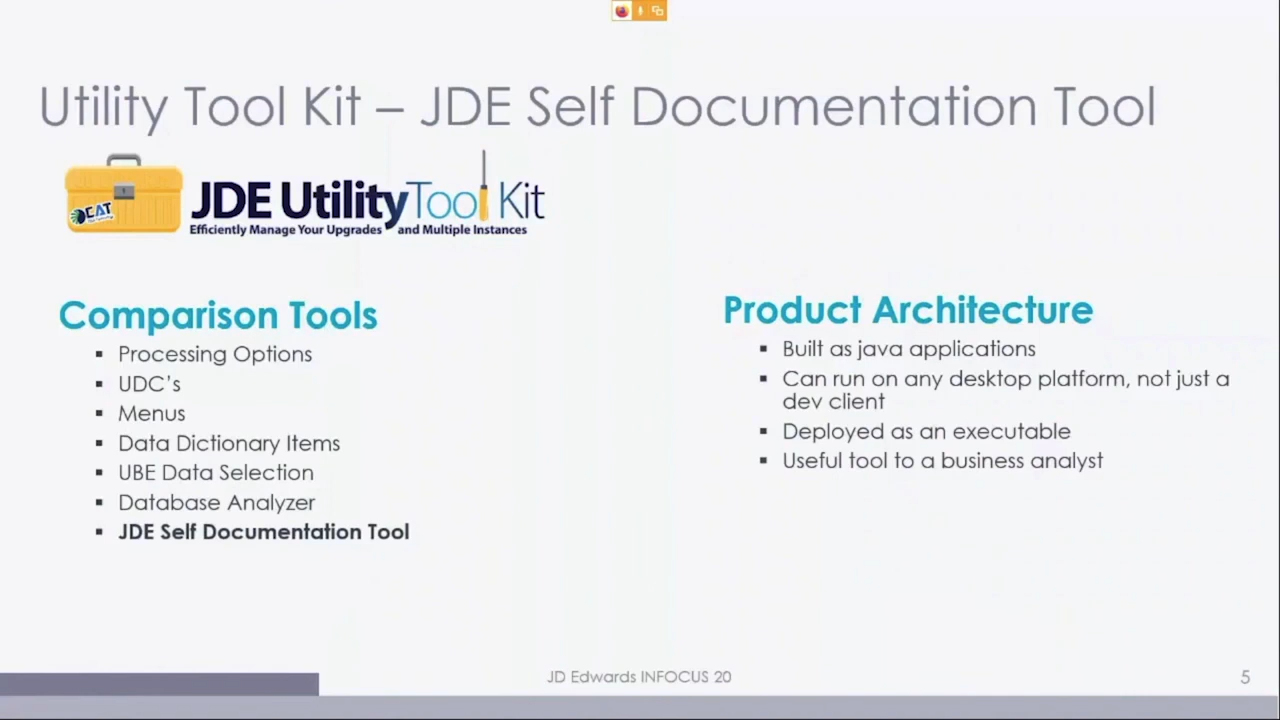 Utility Tool Kit – JDE Self Documentation Tool
CAT
JDE Utility Tool Kit
Efficiently Manage Your Upgrades and Multiple Instances
Comparison Tools
▪ Processing Options
▪ UDC's
▪ Menus
▪ Data Dictionary Items
▪ UBE Data Selection
▪ Database Analyzer
▪ JDE Self Documentation Tool
Product Architecture
▪ Built as java applications
▪ Can run on any desktop platform, not just a
dev client
▪ Deployed as an executable
▪ Useful tool to a business analyst
JD Edwards INFOCUS 20
5